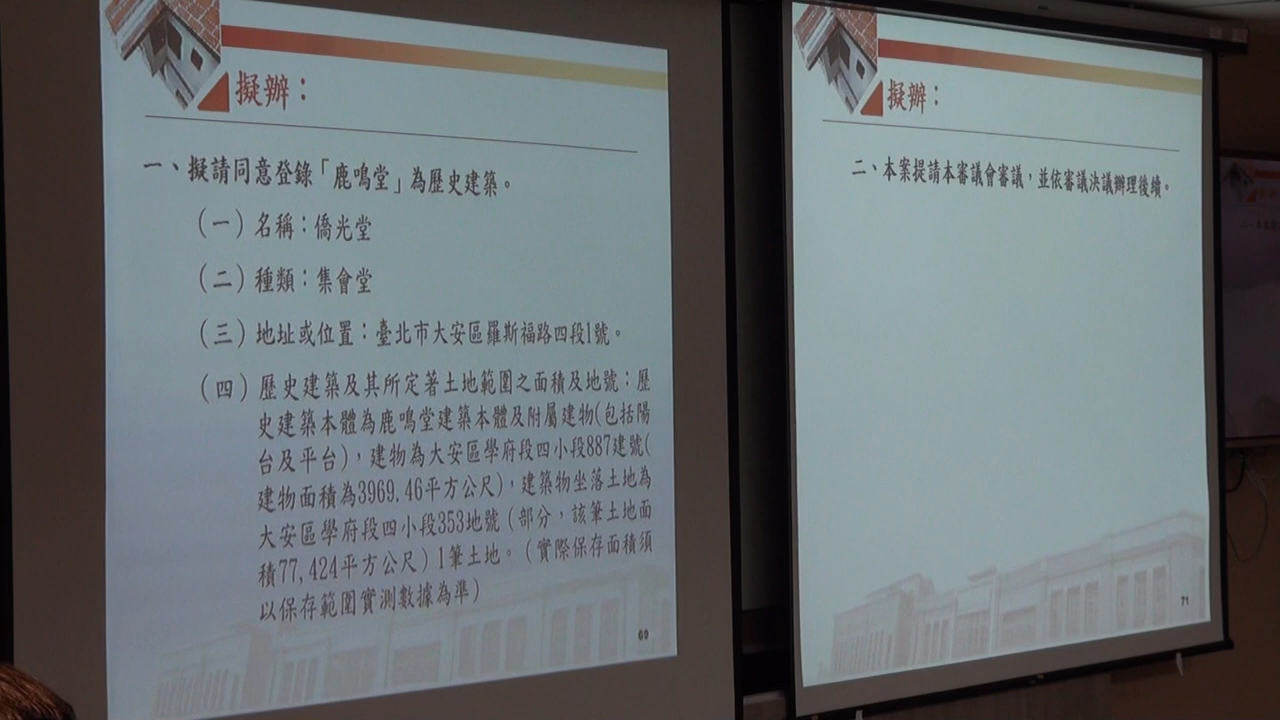 擬辦：
一、擬請同意登錄「鹿鳴堂」為歷史建築。
（一）名稱：僑光堂
（二）種類：集會堂
（三）地址或位置：臺北市大安區羅斯福路四段1號。
（四）歷史建築及其所定著土地範圍之面積及地號：歷
史建築本體為鹿鳴堂建築本體及附屬建物(包括陽
台及平台)，建物為大安區學府段四小段887建號(
建物面積為3969.46平方公尺)，建築物坐落土地為
大安區學府段四小段353地號（部分，該筆土地面
積77,424平方公尺）1筆土地。（實際保存面積須
以保存範圍實測數據為準）
擬辦：
二、本案提請本審議會審議，並依審議決議辦理後續。
71